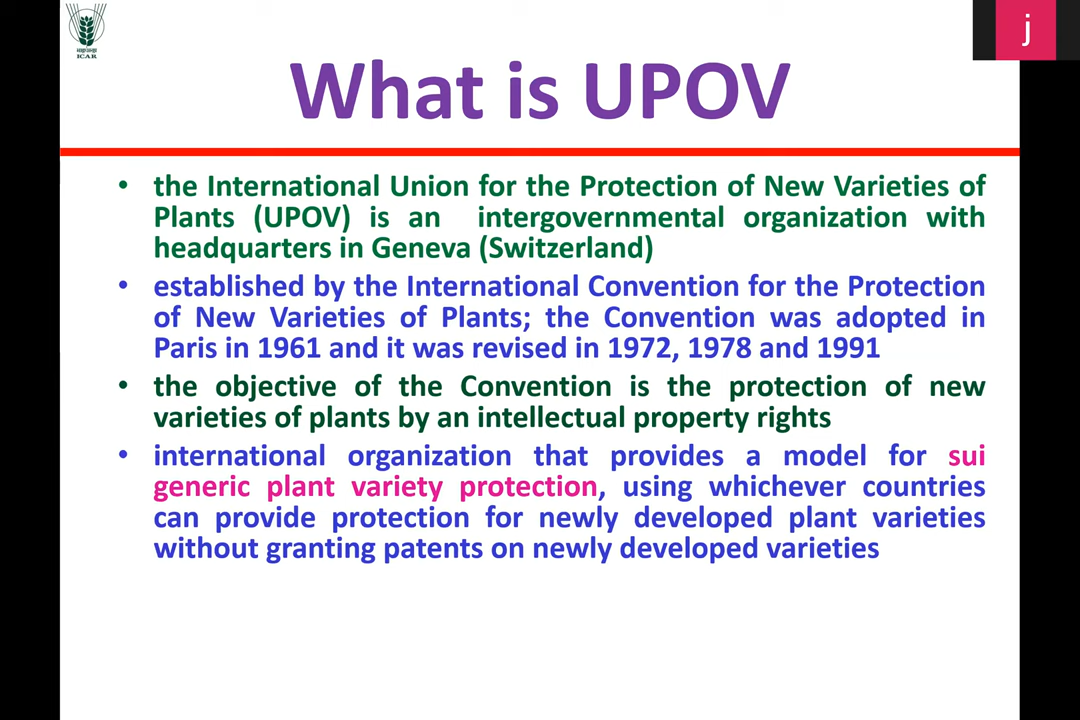 ICAR
j
What is UPOV
• the International Union for the Protection of New Varieties of
Plants (UPOV) is an intergovernmental organization with
headquarters in Geneva (Switzerland)
• established by the International Convention for the Protection
of New Varieties of Plants; the Convention was adopted in
Paris in 1961 and it was revised in 1972, 1978 and 1991
• the objective of the Convention is the protection of new
varieties of plants by an intellectual property rights
• international organization that provides a model for sui
generic plant variety protection, using whichever countries
can provide protection for newly developed plant varieties
without granting patents on newly developed varieties